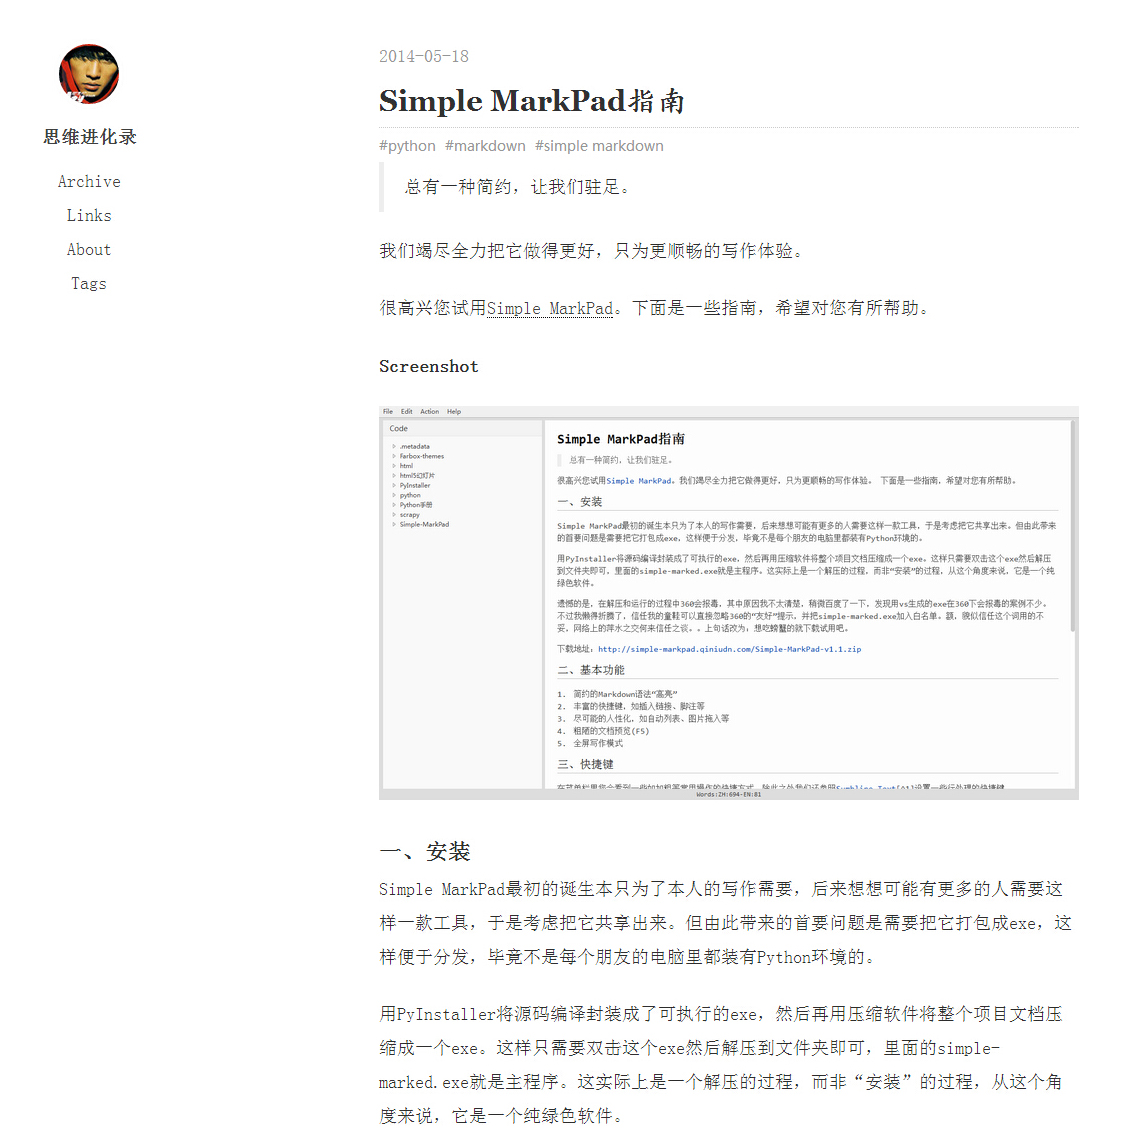 思维进化录
Archive
Links
About
Tags
2014-05-18
Simple MarkPad指南
#python #markdown #simple markdown
总有一种简约，让我们驻足。
我们竭尽全力把它做得更好，只为更顺畅的写作体验。
很高兴您试用Simple MarkPad。下面是一些指南，希望对您有所帮助。
Screenshot
File Edit Action Help
Code
.metadata
Farbox-themes
html
html5幻灯片
PyInstaller
python
Python手册
scrapy
Simple-MarkPad
Simple MarkPad指南
总有一种简约，让我们驻足。
很高兴您试用Simple MarkPad。我们竭尽全力把它做得更好，只为更顺畅的写作体验。 下面是一些指南，希望对您有所帮助。
一、安装
Simple MarkPad最初的诞生本只为了本人的写作需要，后来想想可能有更多的人需要这样一款工具，于是考虑把它共享出来。但由此带来
的首要问题是需要把它打包成exe，这样便于分发，毕竟不是每个朋友的电脑里都装有Python环境的。
用PyInstaller将源码编译封装成了可执行的exe，然后再用压缩软件将整个项目文档压缩成一个exe。这样只需要双击这个exe然后解压
到文件夹即可，里面的simple-marked.exe就是主程序。这实际上是一个解压的过程，而非“安装”的过程，从这个角度来说，它是一个纯
绿色软件。
遗憾的是，在解压和运行的过程中360会报毒，其中原因我不太清楚，稍微百度了一下，发现用vs生成的exe在360下会报毒的案例不少。
不过我懒得折腾了，信任我的童鞋可以直接忽略360的“友好”提示，并把simple-marked.exe加入白名单。额，貌似信任这个词用的不
妥，网络上的萍水之交何来信任之谈。。上句话改为，想吃螃蟹的就下载试用吧。
下载地址，http://simple-markpad.qiniudn.com/Simple-MarkPad-v1.1.zip
二、基本功能
1. 简约的Markdown语法“高亮”
2. 丰富的快捷键，如插入链接、脚注等
3. 尽可能的人性化，如自动列表、图片拖入等
4. 粗陋的文档预览(F5)
5. 全屏写作模式
三、快捷键
Words:ZH:694-EN:81
一、安装
Simple MarkPad最初的诞生本只为了本人的写作需要，后来想想可能有更多的人需要这
样一款工具，于是考虑把它共享出来。但由此带来的首要问题是需要把它打包成exe，这
样便于分发，毕竟不是每个朋友的电脑里都装有Python环境的。
用PyInstaller将源码编译封装成了可执行的exe，然后再用压缩软件将整个项目文档压
缩成一个exe。这样只需要双击这个exe然后解压到文件夹即可，里面的simple-
marked.exe就是主程序。这实际上是一个解压的过程，而非“安装”的过程，从这个角
度来说，它是一个纯绿色软件。